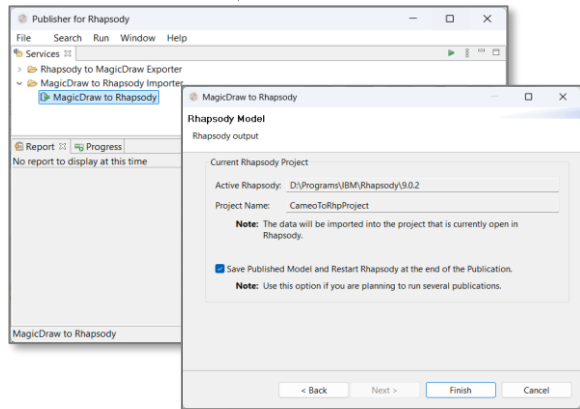 Publisher for Rhapsody
File Search Run Window Help
Services
Rhapsody to MagicDraw Exporter
MagicDraw to Rhapsody Importer
MagicDraw to Rhapsody
Report Progress
No report to display at this time
MagicDraw to Rhapsody
MagicDraw to Rhapsody
Rhapsody Model
Rhapsody output
Current Rhapsody Project
Active Rhapsody: D:\Programs\IBM\Rhapsody\9.0.2
Project Name: CameoToRhpProject
Note: The data will be imported into the project that is currently open in
Rhapsody.
Save Published Model and Restart Rhapsody at the end of the Publication.
Note: Use this option if you are planning to run several publications.
< Back Next > Finish Cancel